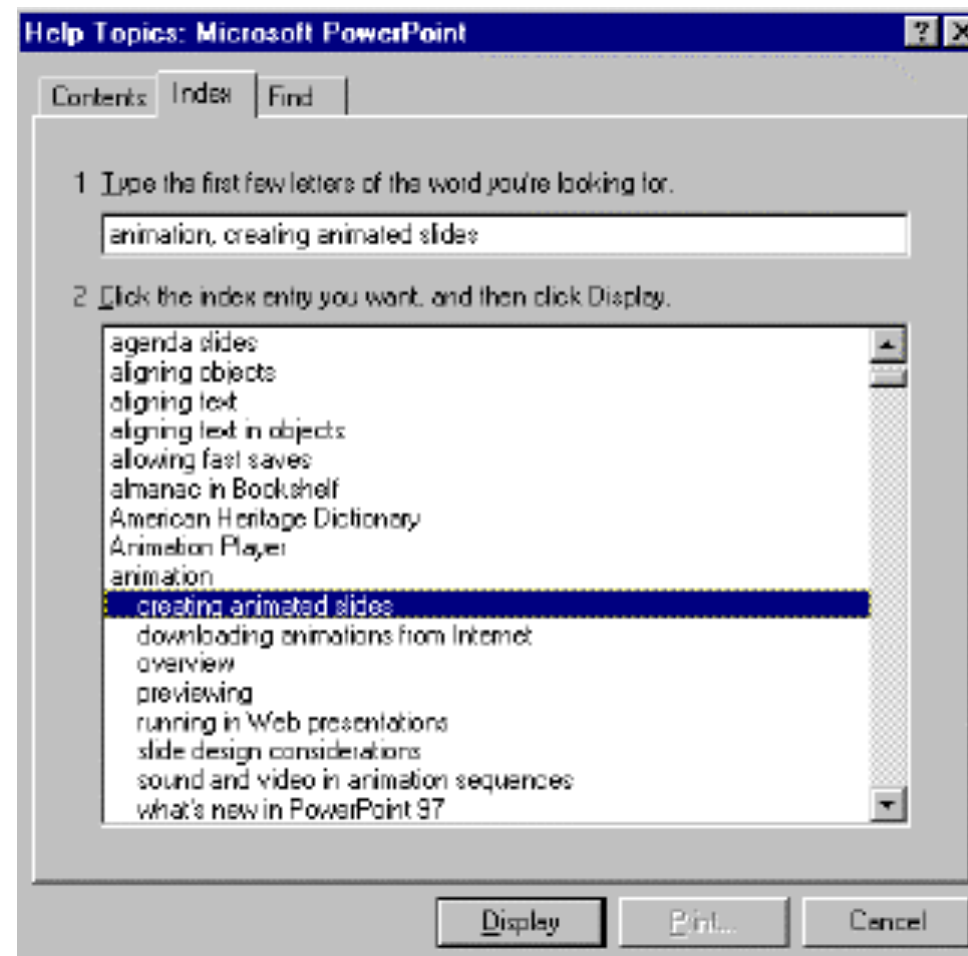 Help Topics: Microsoft PowerPoint
Contents Index Find
1 Type the first few letters of the word you're looking for.
animation, creating animated slides
2 Click the index entry you want, and then click Display.
agenda slides
aligning objects
aligning text
aligning text in objects
allowing fast saves
almanac in Bookshelf
American Heritage Dictionary
Animation Player
animation
creating animated slides
downloading animations from Internet
overview
previewing
running in Web presentations
slide design considerations
sound and video in animation sequences
what's new in PowerPoint 97
Display Print... Cancel